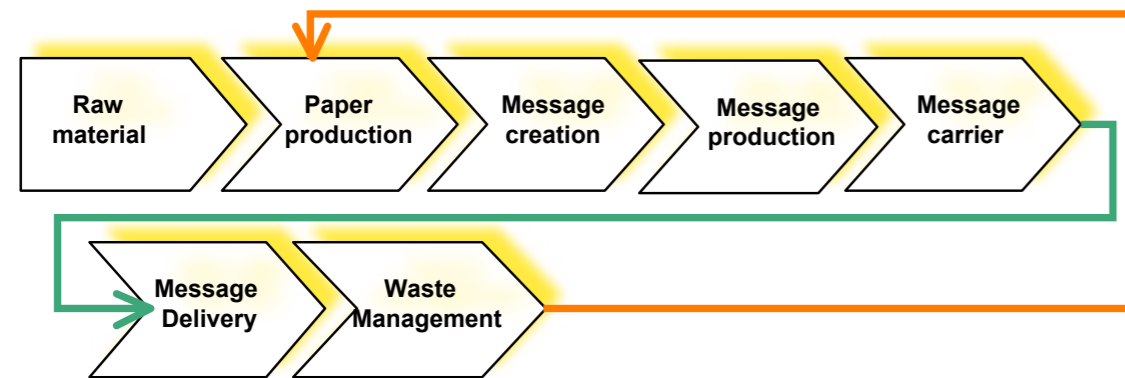 Raw
material
Paper
production
Message
creation
Message
production
Message
carrier
Message
Delivery
Waste
Management